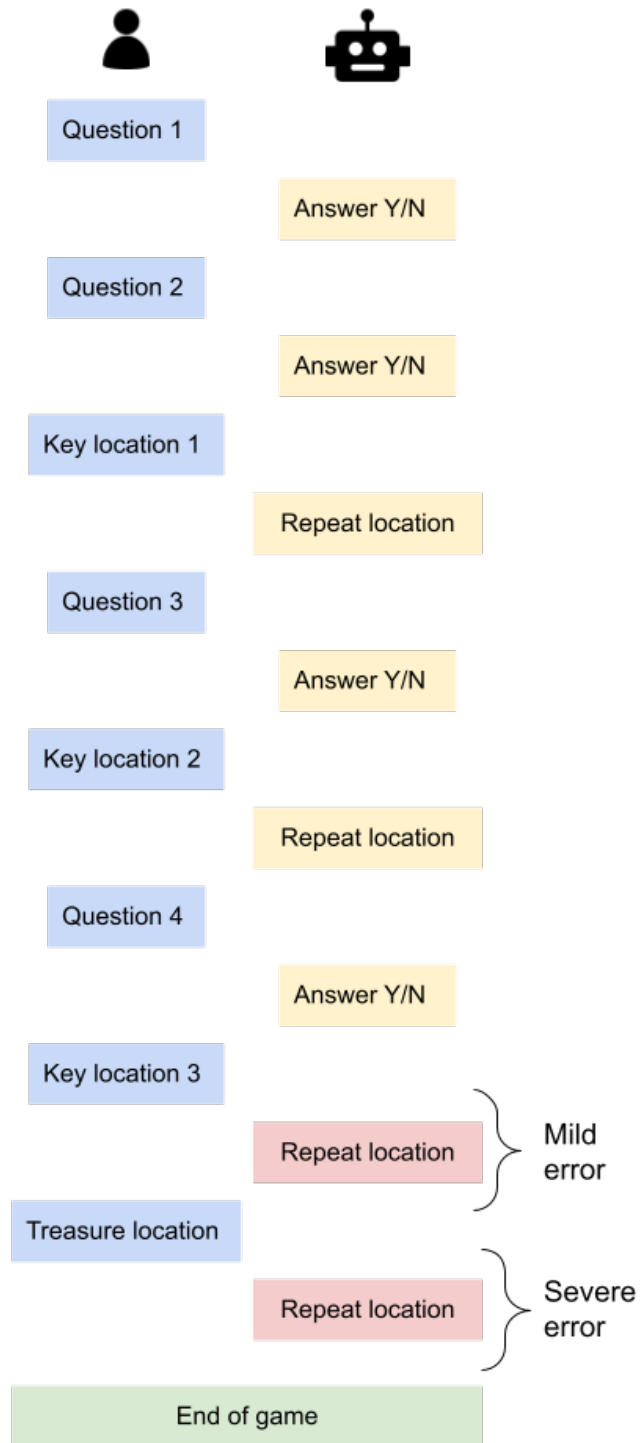 Question 1
Answer Y/N
Question 2
Answer Y/N
Key location 1
Repeat location
Question 3
Answer Y/N
Key location 2
Repeat location
Question 4
Answer Y/N
Key location 3
Repeat location
Mild
error
Treasure location
Repeat location
Severe
error
End of game